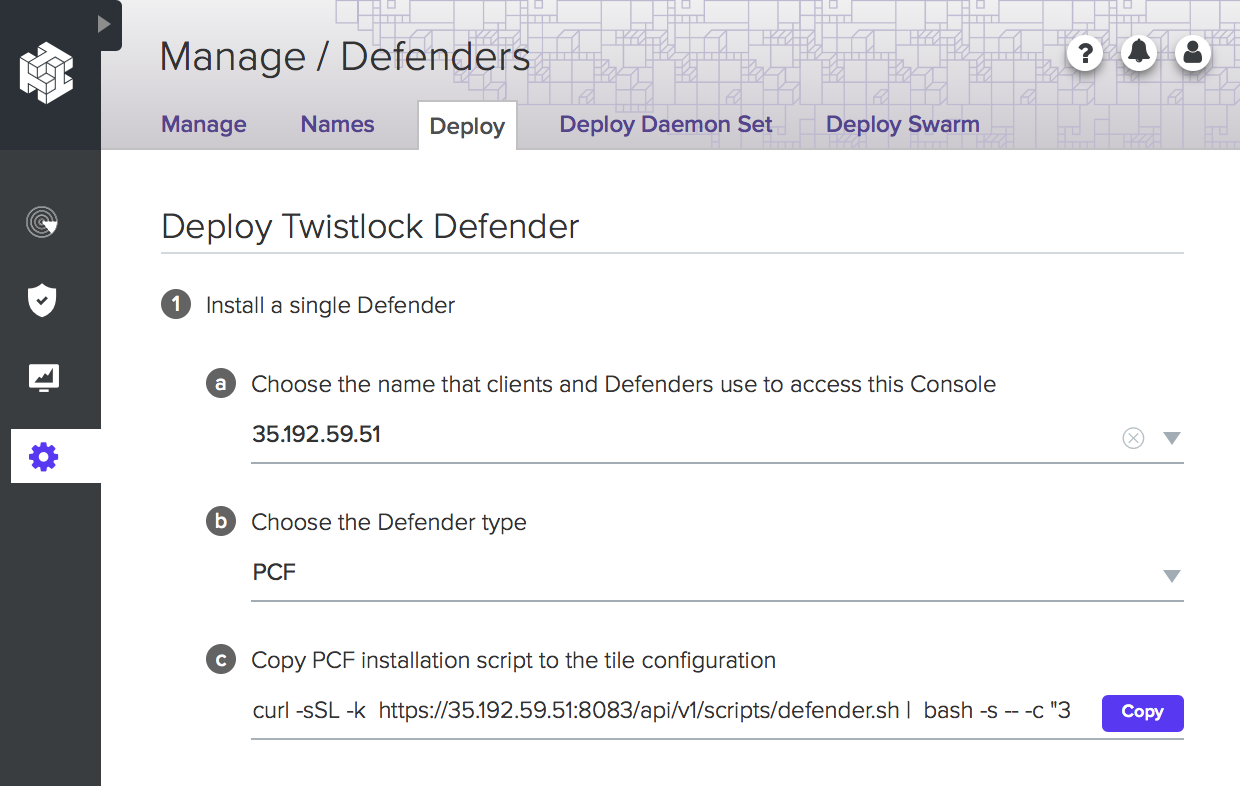 Manage / Defenders
?
Manage Names Deploy Deploy Daemon Set Deploy Swarm
Deploy Twistlock Defender
1 Install a single Defender
a Choose the name that clients and Defenders use to access this Console
35.192.59.51
b Choose the Defender type
PCF
c Copy PCF installation script to the tile configuration
curl -sSL -k https://35.192.59.51:8083/api/v1/scripts/defender.sh | bash -s -- -c "3 Copy